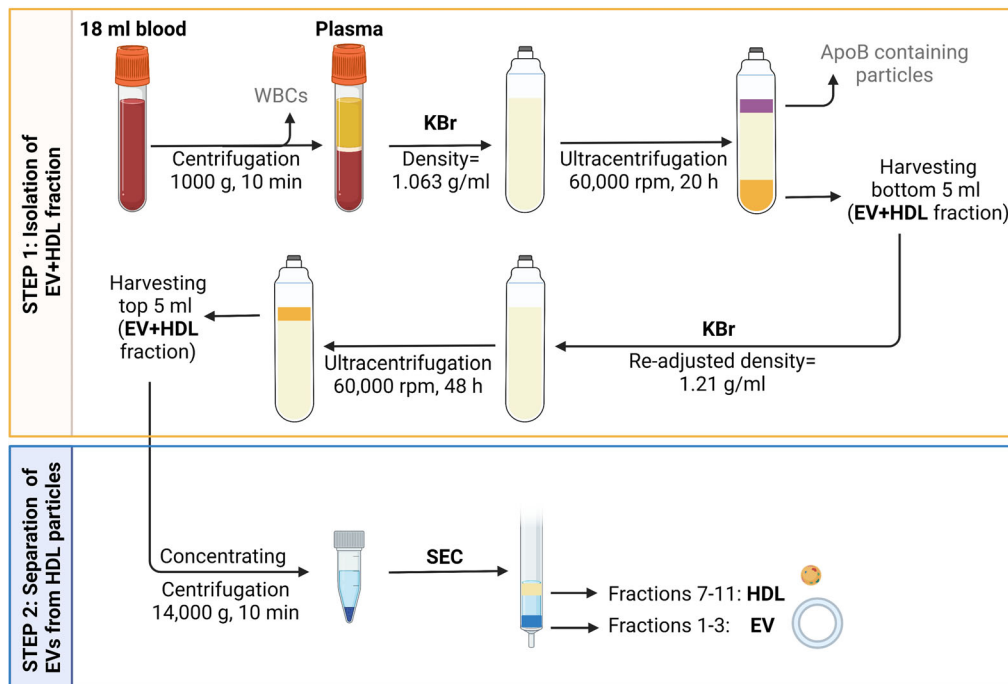 STEP 1: Isolation of
EV+HDL fraction
18 ml blood
WBCs
Centrifugation
1000 g, 10 min
Plasma
KBr
Density=
1.063 g/ml
Ultracentrifugation
60,000 rpm, 20 h
ApoB containing
particles
Harvesting
bottom 5 ml
(EV+HDL fraction)
KBr
Re-adjusted density=
1.21 g/ml
Ultracentrifugation
60,000 rpm, 48 h
Harvesting
top 5 ml
(EV+HDL
fraction)
STEP 2: Separation of
EVs from HDL particles
Concentrating
Centrifugation
14,000 g, 10 min
SEC
Fractions 7-11: HDL
Fractions 1-3: EV